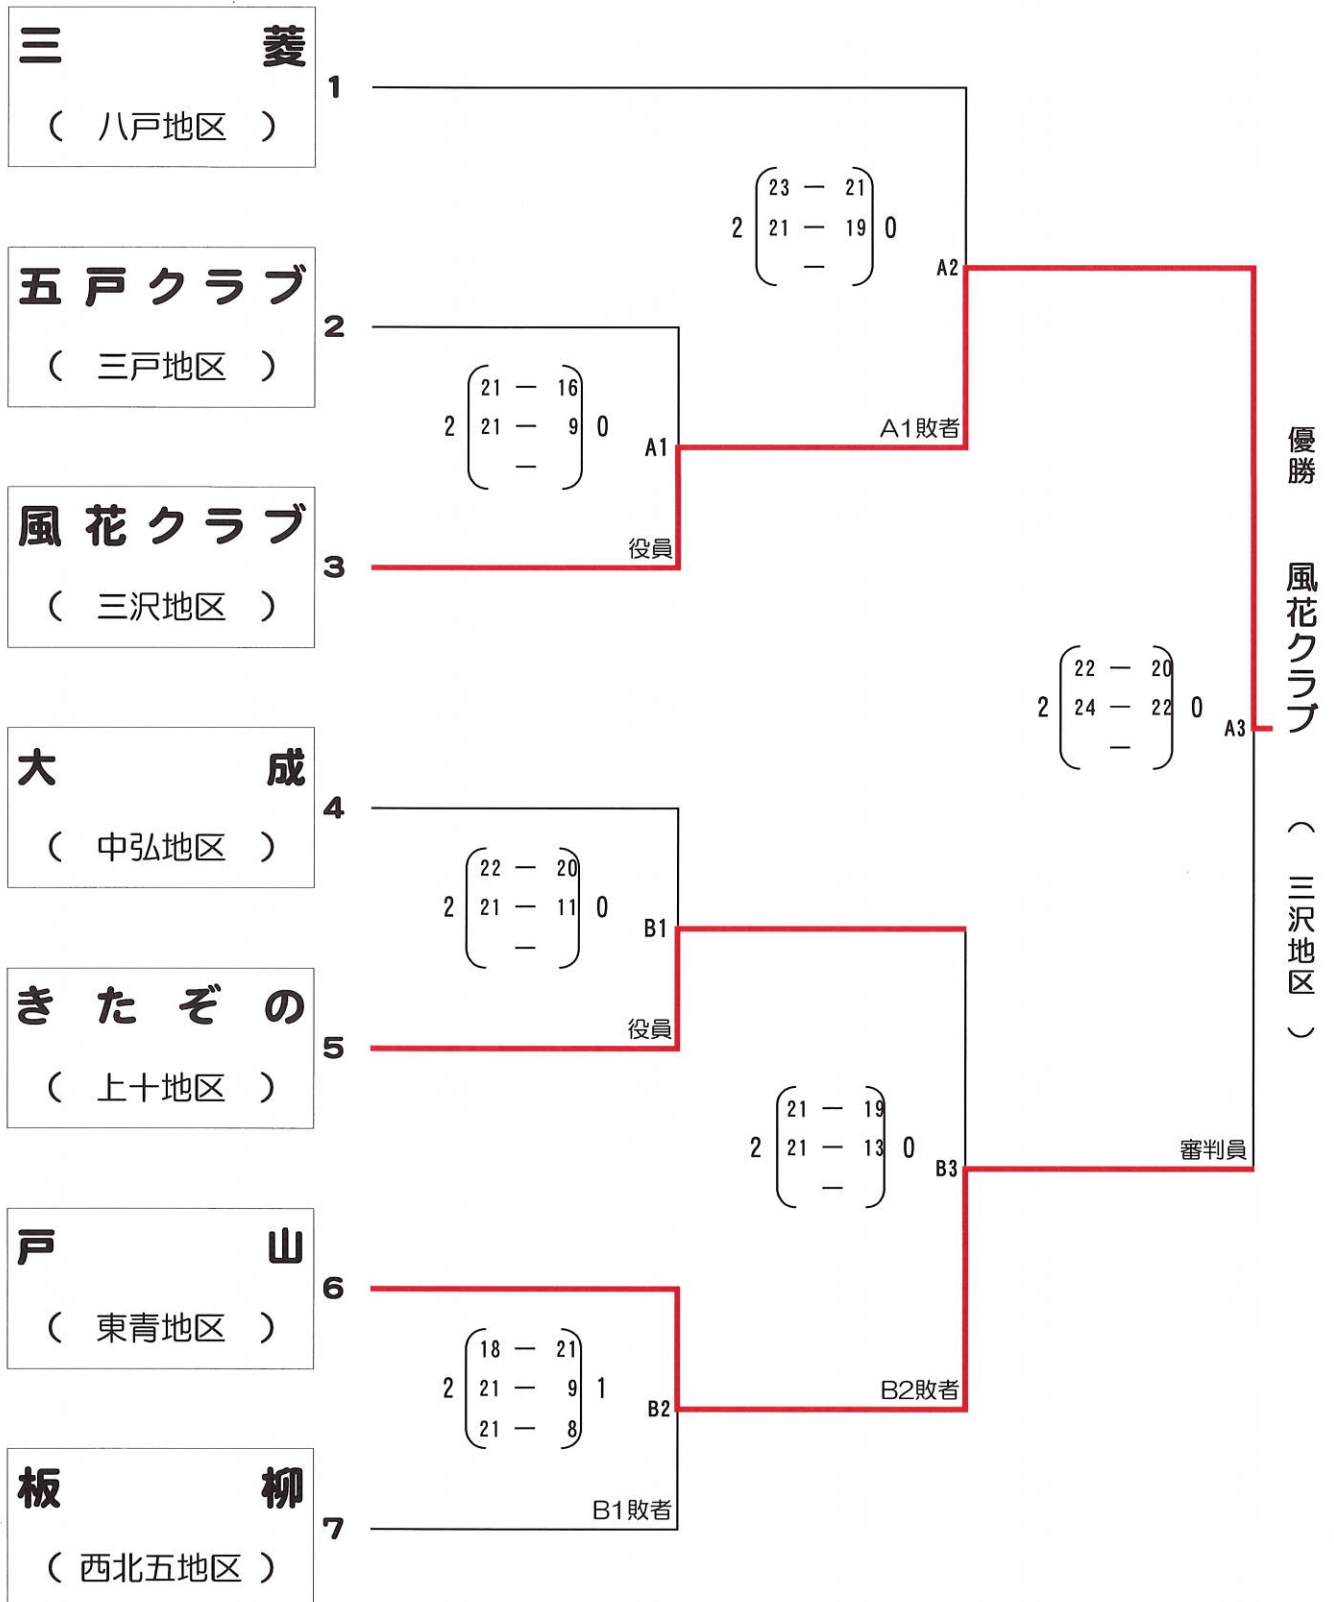 三菱
( 八戸地区 )
1
五戸クラブ
( 三戸地区 )
2
風花クラブ
( 三沢地区 )
3
大成
( 中弘地区 )
4
きたぞの
( 上十地区 )
5
戸山
( 東青地区 )
6
板柳
( 西北五地区 )
7
23 — 21
2 21 — 19 0
—
A2
21 — 16
2 21 — 9 0
—
A1
A1敗者
役員
22 — 20
2 24 — 22 0
—
A3
22 — 20
2 21 — 11 0
—
B1
役員
21 — 19
2 21 — 13 0
—
B3
審判員
18 — 21
2 21 — 9 1
21 — 8
B2
B2敗者
B1敗者
優勝 風花クラブ ( 三沢地区 )